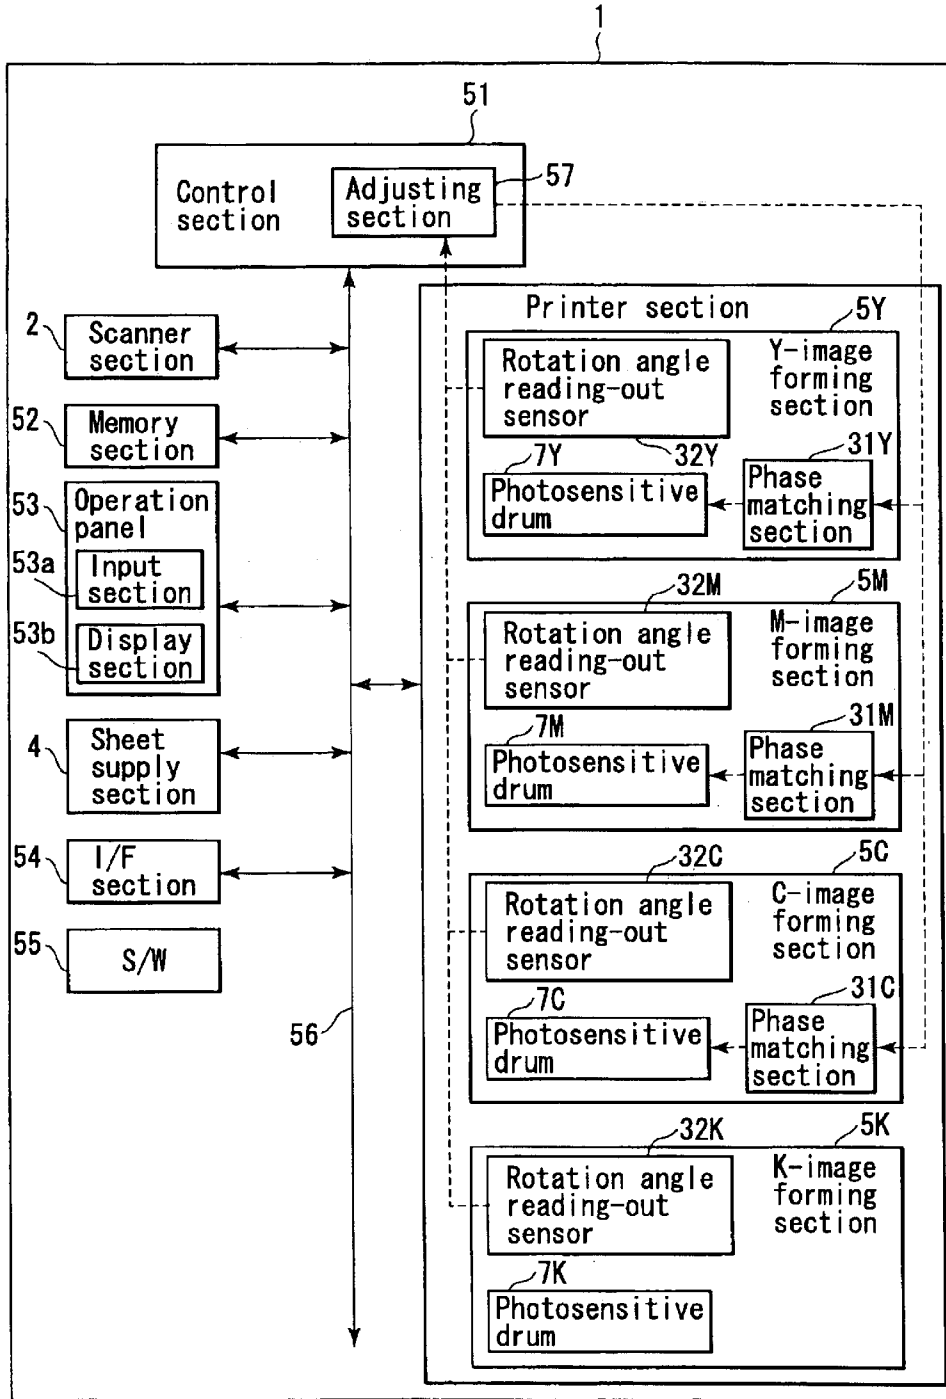 1
51
Control
section
57
Adjusting
section
2
Scanner
section
52
Memory
section
53
Operation
panel
53a
Input
section
53b
Display
section
4
Sheet
supply
section
54
I/F
section
55
S/W
56
Printer section
5Y
Y-image
forming
section
Rotation angle
reading-out
sensor
32Y
7Y
Photosensitive
drum
31Y
Phase
matching
section
5M
M-image
forming
section
32M
Rotation angle
reading-out
sensor
7M
Photosensitive
drum
31M
Phase
matching
section
5C
C-image
forming
section
32C
Rotation angle
reading-out
sensor
7C
Photosensitive
drum
31C
Phase
matching
section
5K
K-image
forming
section
32K
Rotation angle
reading-out
sensor
7K
Photosensitive
drum